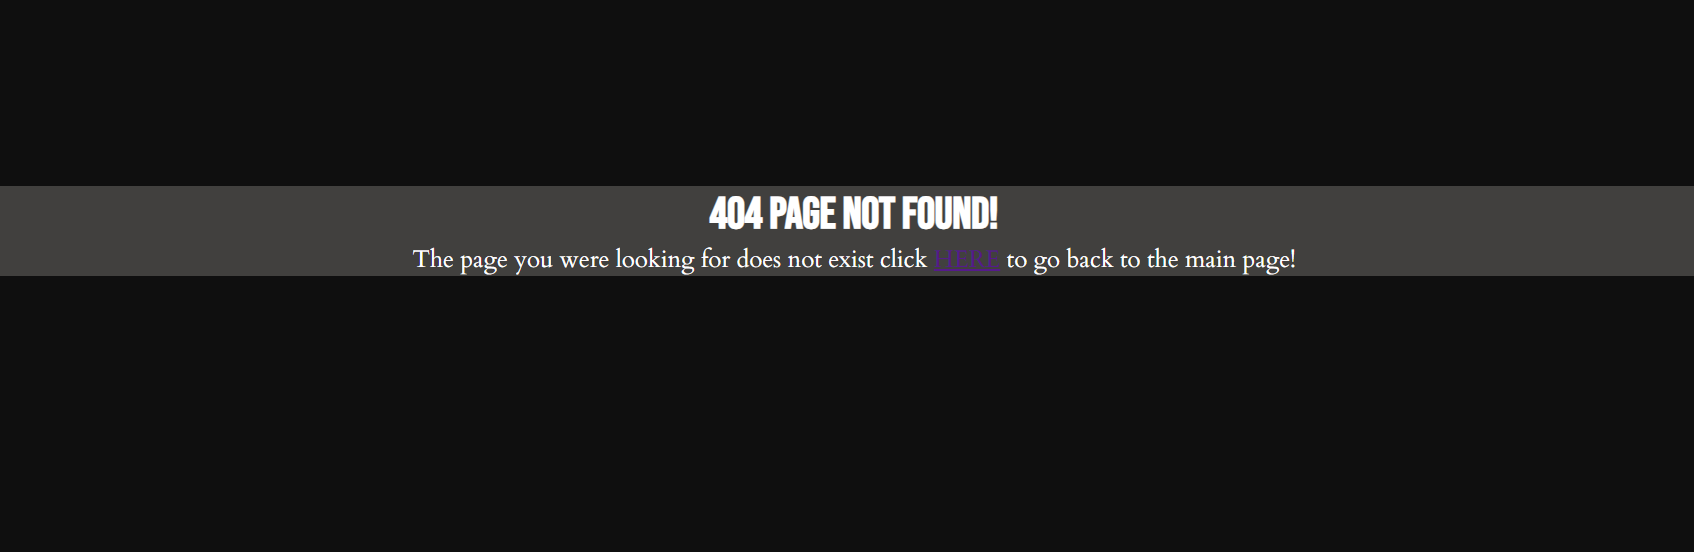 404 PAGE NOT FOUND!
The page you were looking for does not exist click HERE to go back to the main page!